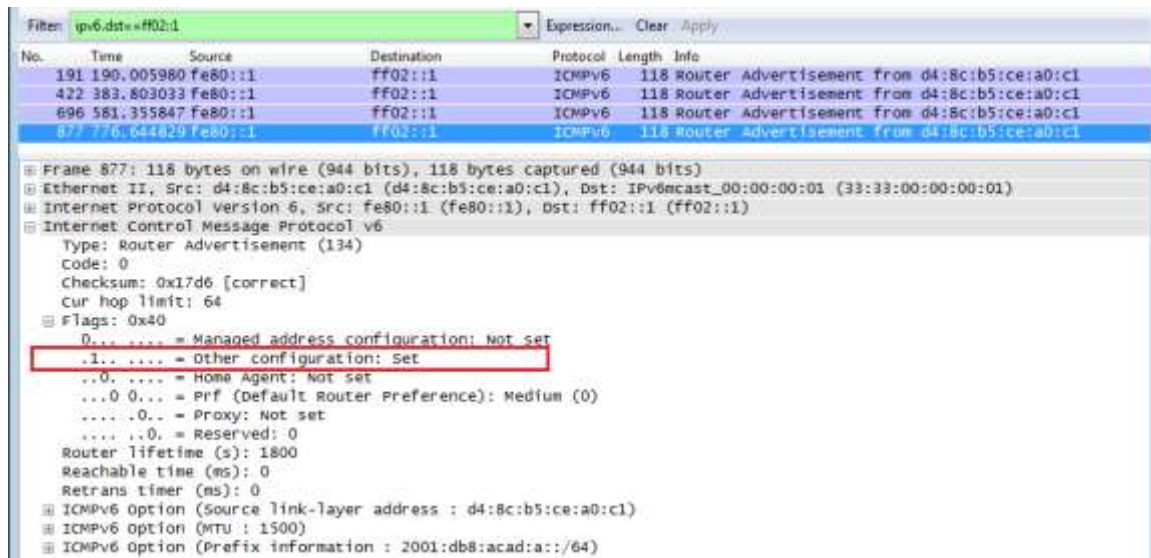 Filter: ipv6.dst==ff02::1 Expression... Clear Apply
No. Time Source Destination Protocol Length Info
191 190.005980 fe80::1 ff02::1 ICMPv6 118 Router Advertisement from d4:8c:b5:ce:a0:c1
422 383.803033 fe80::1 ff02::1 ICMPv6 118 Router Advertisement from d4:8c:b5:ce:a0:c1
696 581.355847 fe80::1 ff02::1 ICMPv6 118 Router Advertisement from d4:8c:b5:ce:a0:c1
877 776.644829 fe80::1 ff02::1 ICMPv6 118 Router Advertisement from d4:8c:b5:ce:a0:c1
Frame 877: 118 bytes on wire (944 bits), 118 bytes captured (944 bits)
Ethernet II, Src: d4:8c:b5:ce:a0:c1 (d4:8c:b5:ce:a0:c1), Dst: IPv6mcast_00:00:00:01 (33:33:00:00:00:01)
Internet Protocol Version 6, Src: fe80::1 (fe80::1), Dst: ff02::1 (ff02::1)
Internet Control Message Protocol v6
Type: Router Advertisement (134)
Code: 0
Checksum: 0x17d6 [correct]
Cur hop limit: 64
Flags: 0x40
0... .... = Managed address configuration: Not set
.1.. .... = Other configuration: Set
..0. .... = Home Agent: Not set
...0 0... = Prf (Default Router Preference): Medium (0)
.... .0.. = Proxy: Not set
.... ..0. = Reserved: 0
Router lifetime (s): 1800
Reachable time (ms): 0
Retrans timer (ms): 0
ICMPv6 Option (Source link-layer address : d4:8c:b5:ce:a0:c1)
ICMPv6 Option (MTU : 1500)
ICMPv6 Option (Prefix information : 2001:db8:acad:a::/64)